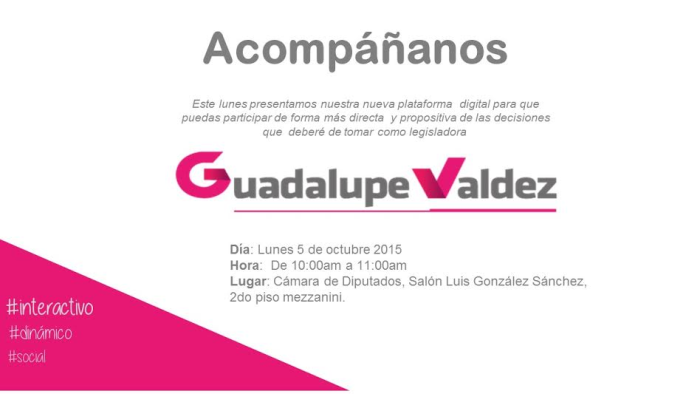 Acompáñanos
Este lunes presentamos nuestra nueva plataforma digital para que
puedas participar de forma más directa y propositiva de las decisiones
que deberé de tomar como legisladora
Guadalupe Valdez
Día: Lunes 5 de octubre 2015
Hora: De 10:00am a 11:00am
Lugar: Cámara de Diputados, Salón Luis González Sánchez,
2do piso mezzanini.
#interactivo
#dinámico
#social